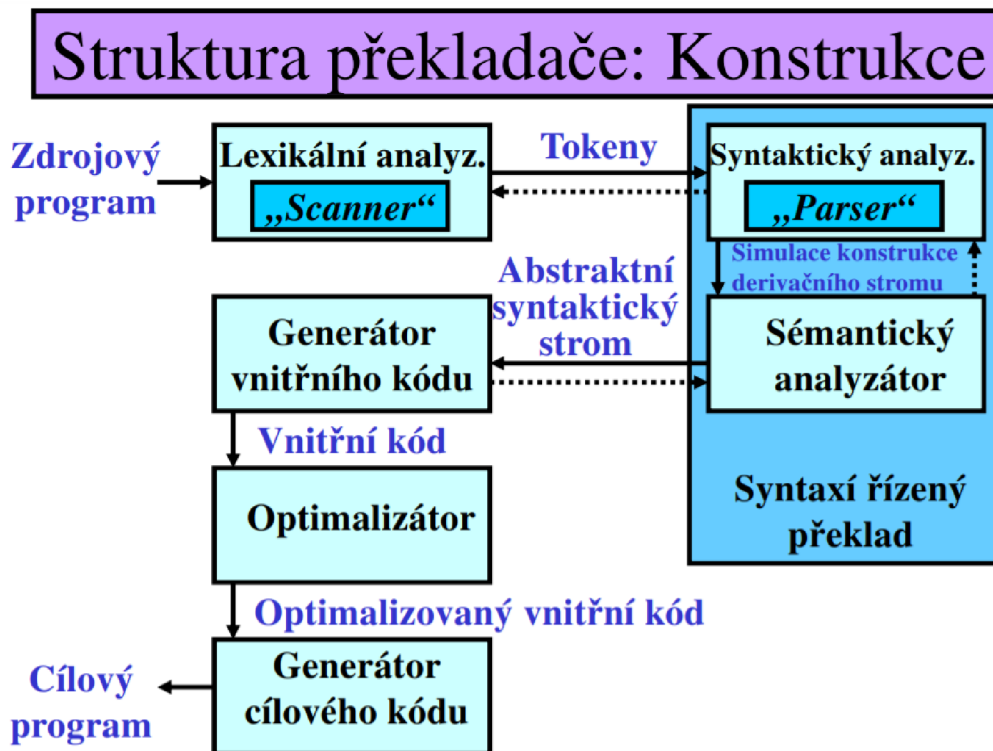 Struktura překladače: Konstrukce
Zdrojový
program
Lexikální analyz.
„Scanner“
Tokeny
Syntaktický analyz.
„Parser“
Simulace konstrukce
derivačního stromu
Abstraktní
syntaktický
strom
Generátor
vnitřního kódu
Sémantický
analyzátor
Vnitřní kód
Syntaxí řízený
překlad
Optimalizátor
Optimalizovaný vnitřní kód
Generátor
cílového kódu
Cílový
program